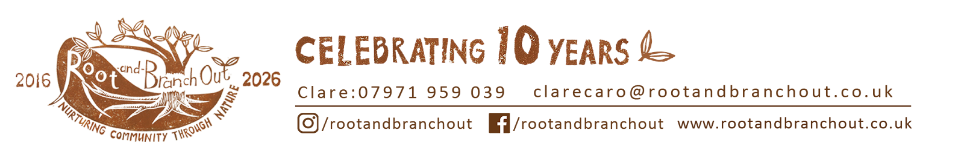 2016
Root -and- Branch Out
2026
NURTURING COMMUNITY THROUGH NATURE
CELEBRATING 10 YEARS
Clare:07971 959 039 clarecaro@rootandbranchout.co.uk
/rootandbranchout /rootandbranchout www.rootandbranchout.co.uk